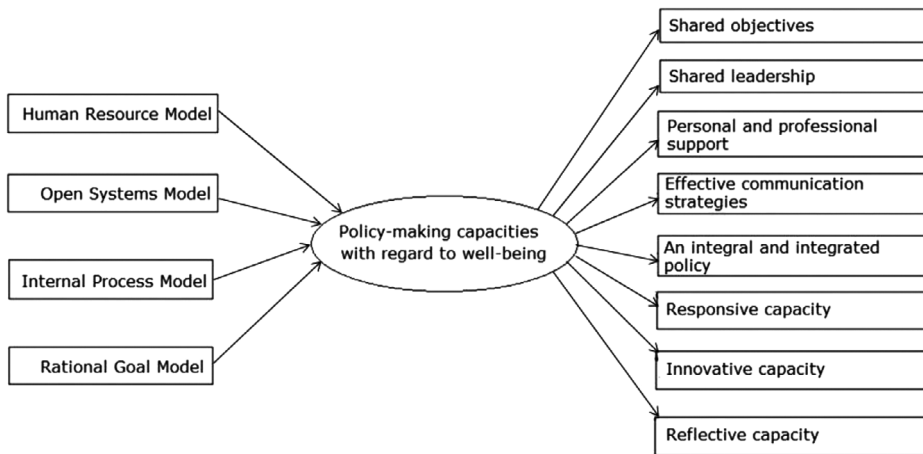 Human Resource Model
Open Systems Model
Internal Process Model
Rational Goal Model
Policy-making capacities
with regard to well-being
Shared objectives
Shared leadership
Personal and professional
support
Effective communication
strategies
An integral and integrated
policy
Responsive capacity
Innovative capacity
Reflective capacity